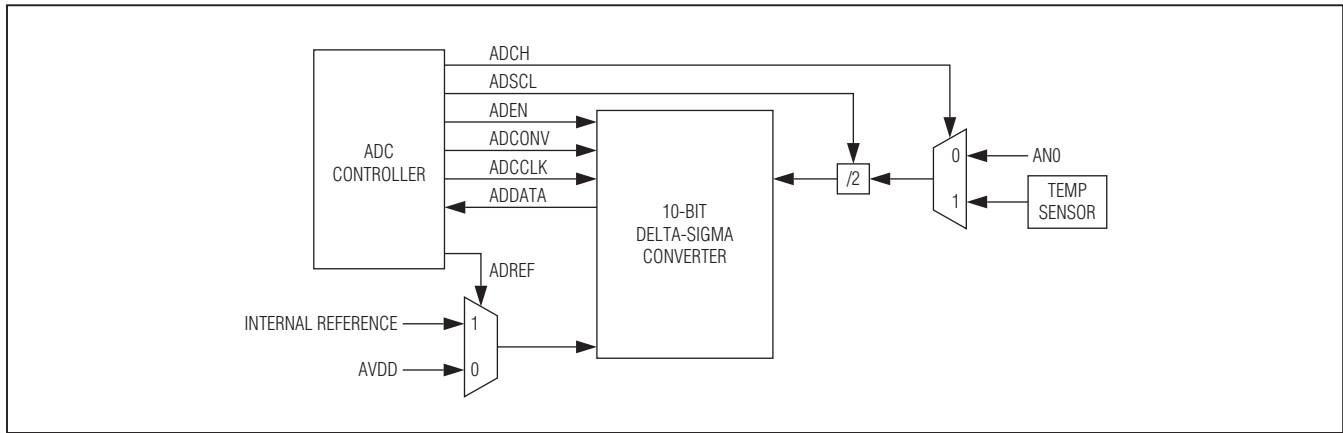 ADCH
ADSCL
ADEN
ADCONV
ADCCLK
ADDATA
ADC
CONTROLLER
ADREF
10-BIT
DELTA-SIGMA
CONVERTER
/2
0
1
AN0
TEMP
SENSOR
INTERNAL REFERENCE
1
AVDD
0